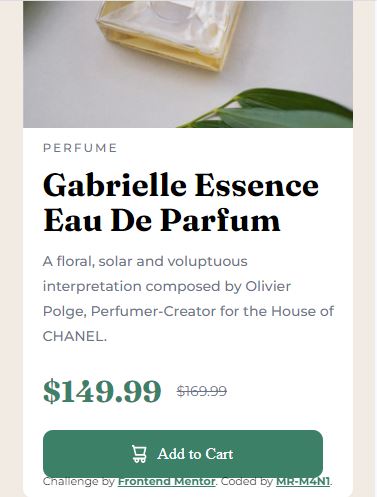 PERFUME
Gabrielle Essence
Eau De Parfum
A floral, solar and voluptuous
interpretation composed by Olivier
Polge, Perfumer-Creator for the House of
CHANEL.
$149.99 $169.99
Add to Cart
Challenge by Frontend Mentor. Coded by MR-M4N1.